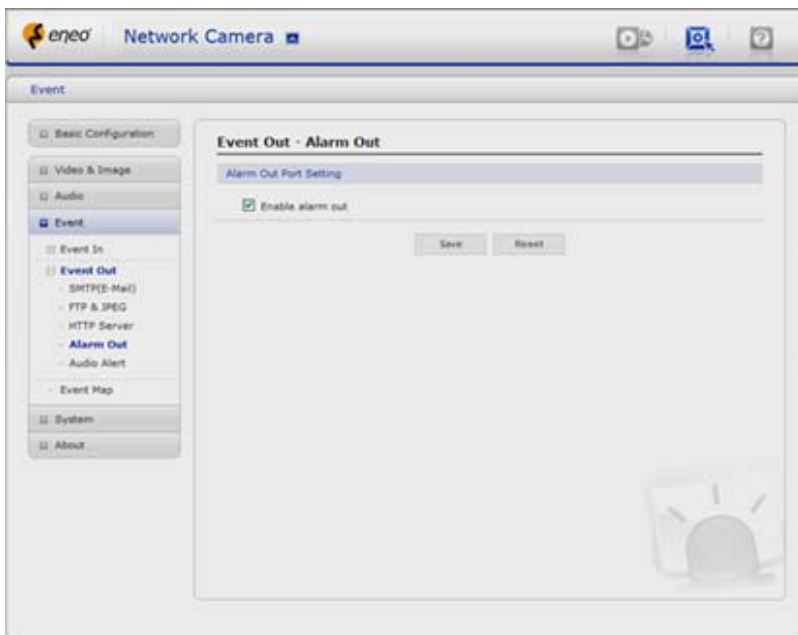 eneo Network Camera
?
Event
Basic Configuration
Video & Image
Audio
Event
Event In
Event Out
SMTP(E-Mail)
FTP & JPEG
HTTP Server
Alarm Out
Audio Alert
Event Map
System
About
Event Out - Alarm Out
Alarm Out Port Setting
Enable alarm out
Save Reset